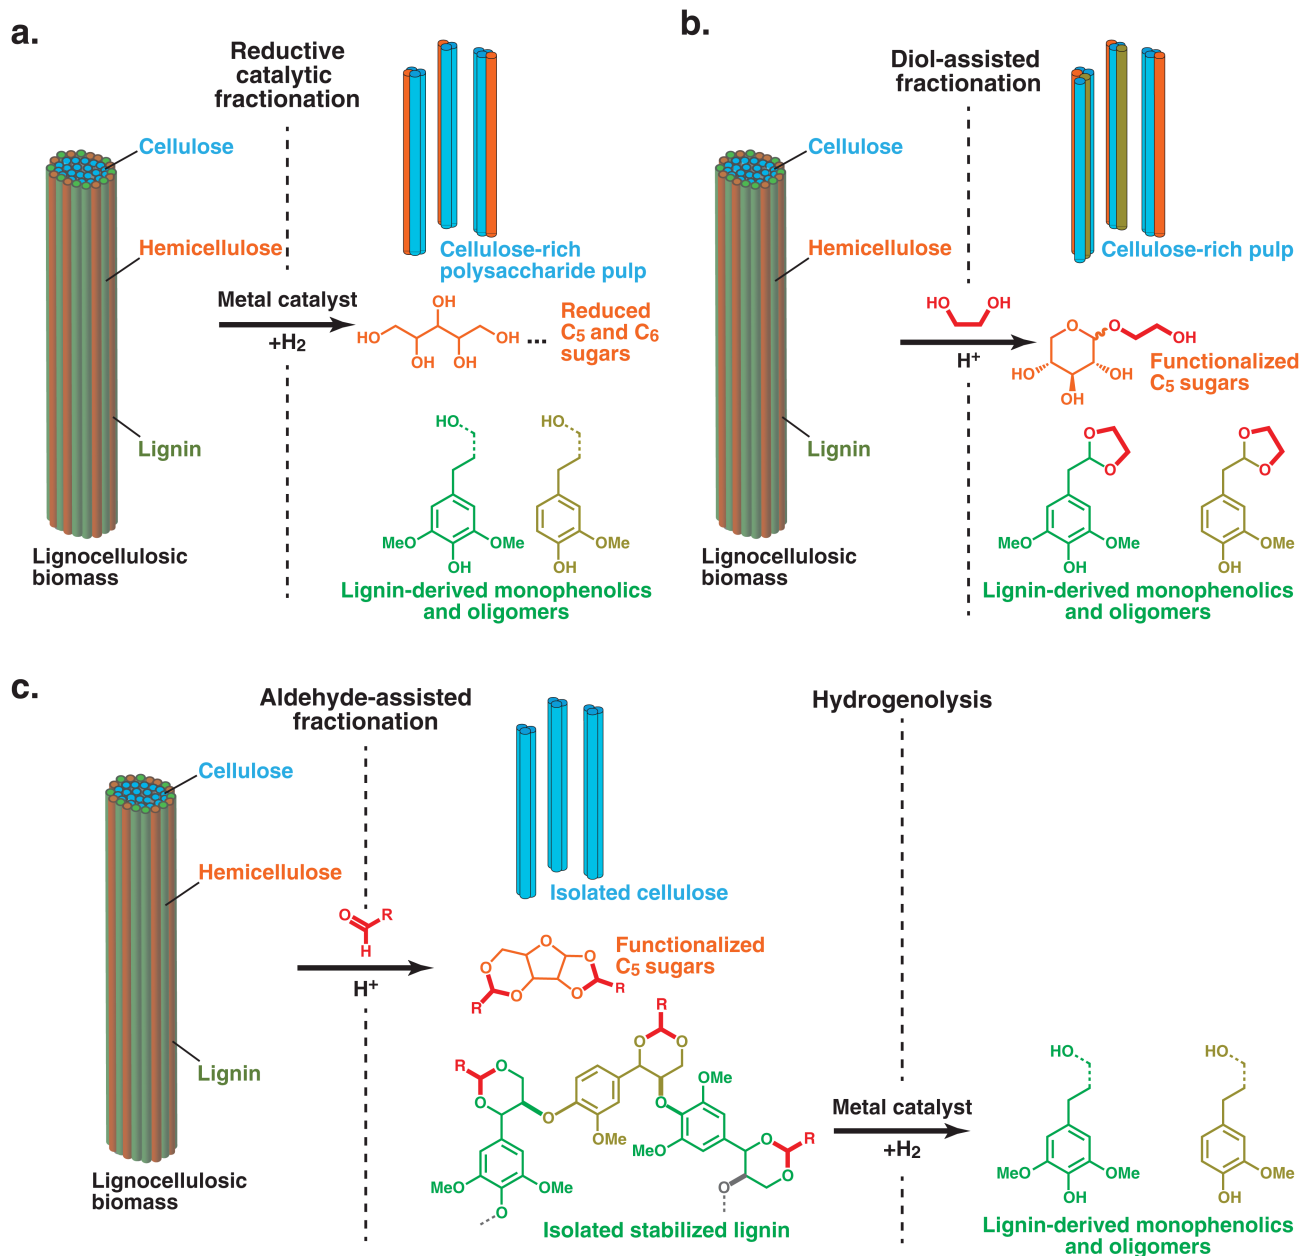 a.
Reductive
catalytic
fractionation
Cellulose
Hemicellulose
Lignin
Lignocellulosic
biomass
Metal catalyst
+H2
Cellulose-rich
polysaccharide pulp
OH
HO
OH
OH
OH
...
Reduced
C5 and C6
sugars
HO
MeO
OMe
OH
HO
OMe
OH
Lignin-derived monophenolics
and oligomers
b.
Diol-assisted
fractionation
Cellulose
Hemicellulose
Lignin
Lignocellulosic
biomass
HO
OH
H+
Cellulose-rich pulp
O
O
OH
HO
OH
OH
Functionalized
C5 sugars
O
O
MeO
OMe
OH
O
O
OMe
OH
Lignin-derived monophenolics
and oligomers
c.
Aldehyde-assisted
fractionation
Cellulose
Hemicellulose
Lignin
Lignocellulosic
biomass
O
R
H
H+
Isolated cellulose
O
O
O
O
O
R
R
Functionalized
C5 sugars
R
O
O
R
O
O
O
OMe
O
OMe
MeO
O
R
O
O
MeO
OMe
O
Isolated stabilized lignin
Hydrogenolysis
Metal catalyst
+H2
HO
MeO
OMe
OH
HO
OMe
OH
Lignin-derived monophenolics
and oligomers